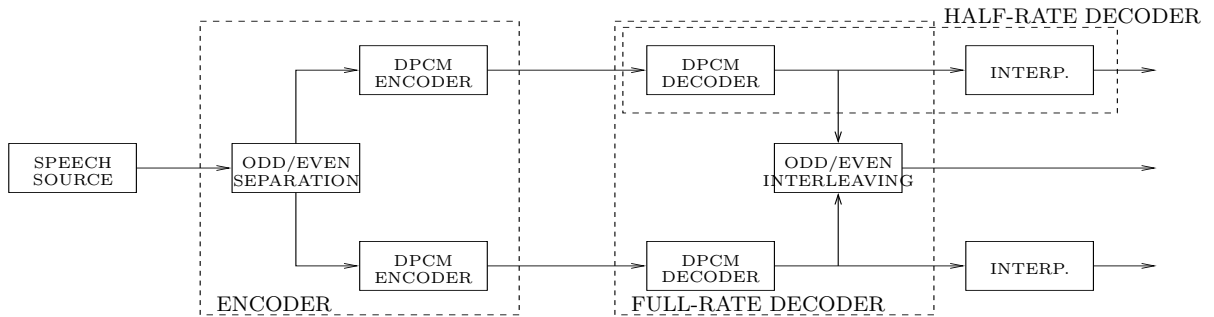 HALF-RATE DECODER
DPCM
ENCODER
DPCM
DECODER
INTERP.
SPEECH
SOURCE
ODD/EVEN
SEPARATION
ODD/EVEN
INTERLEAVING
DPCM
ENCODER
DPCM
DECODER
INTERP.
ENCODER
FULL-RATE DECODER